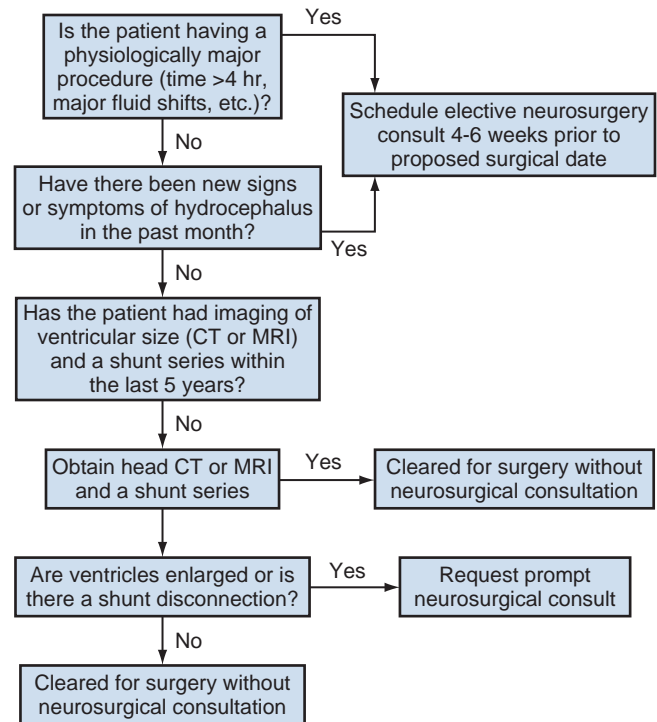 Is the patient having a
physiologically major
procedure (time >4 hr,
major fluid shifts, etc.)?
Yes
Schedule elective neurosurgery
consult 4-6 weeks prior to
proposed surgical date
No
Have there been new signs
or symptoms of hydrocephalus
in the past month?
Yes
No
Has the patient had imaging of
ventricular size (CT or MRI)
and a shunt series within
the last 5 years?
No
Obtain head CT or MRI
and a shunt series
Yes
Cleared for surgery without
neurosurgical consultation
Are ventricles enlarged or is
there a shunt disconnection?
Yes
Request prompt
neurosurgical consult
No
Cleared for surgery without
neurosurgical consultation